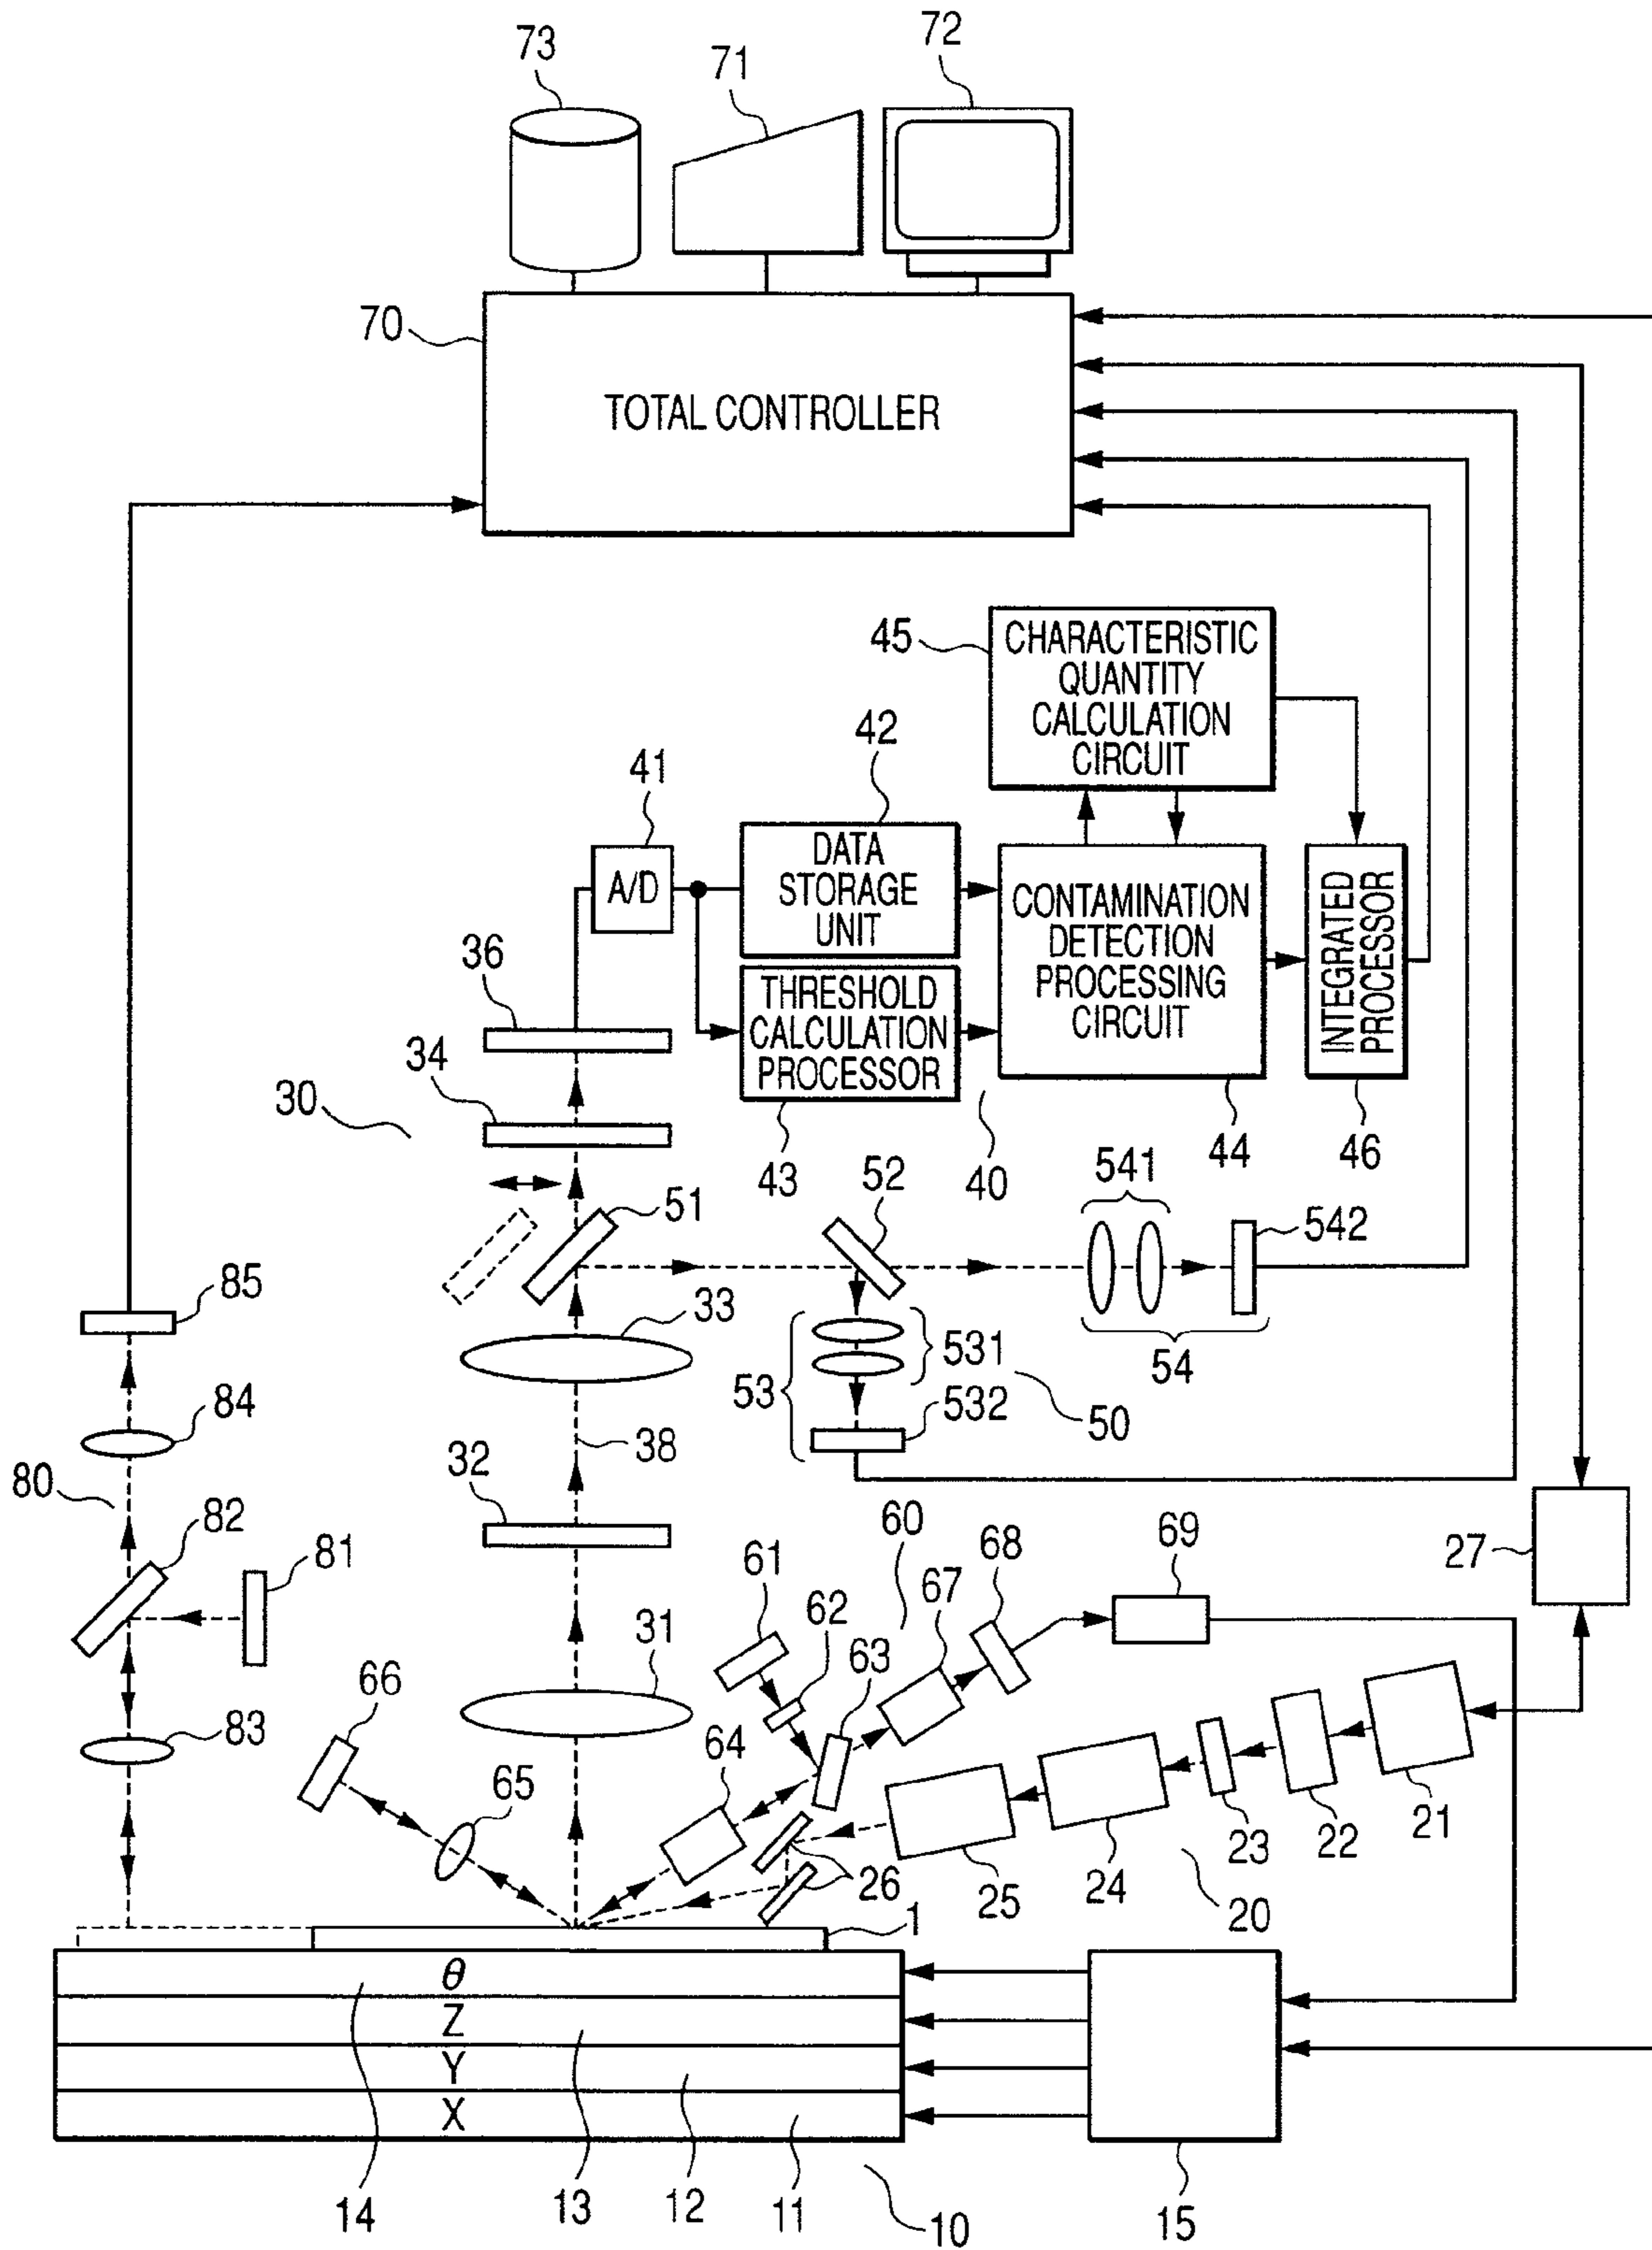 73
71
72
70
TOTAL CONTROLLER
45
CHARACTERISTIC
QUANTITY
CALCULATION
CIRCUIT
42
41
A/D
DATA
STORAGE
UNIT
CONTAMINATION
DETECTION
PROCESSING
CIRCUIT
INTEGRATED
PROCESSOR
36
THRESHOLD
CALCULATION
PROCESSOR
34
30
43
40
44
46
541
52
51
542
85
33
531
54
53
50
532
84
38
32
80
82
81
60
61
62
63
67
68
69
27
31
66
83
64
65
26
25
24
23
22
21
20
1
θ
Z
Y
X
14
13
12
11
10
15